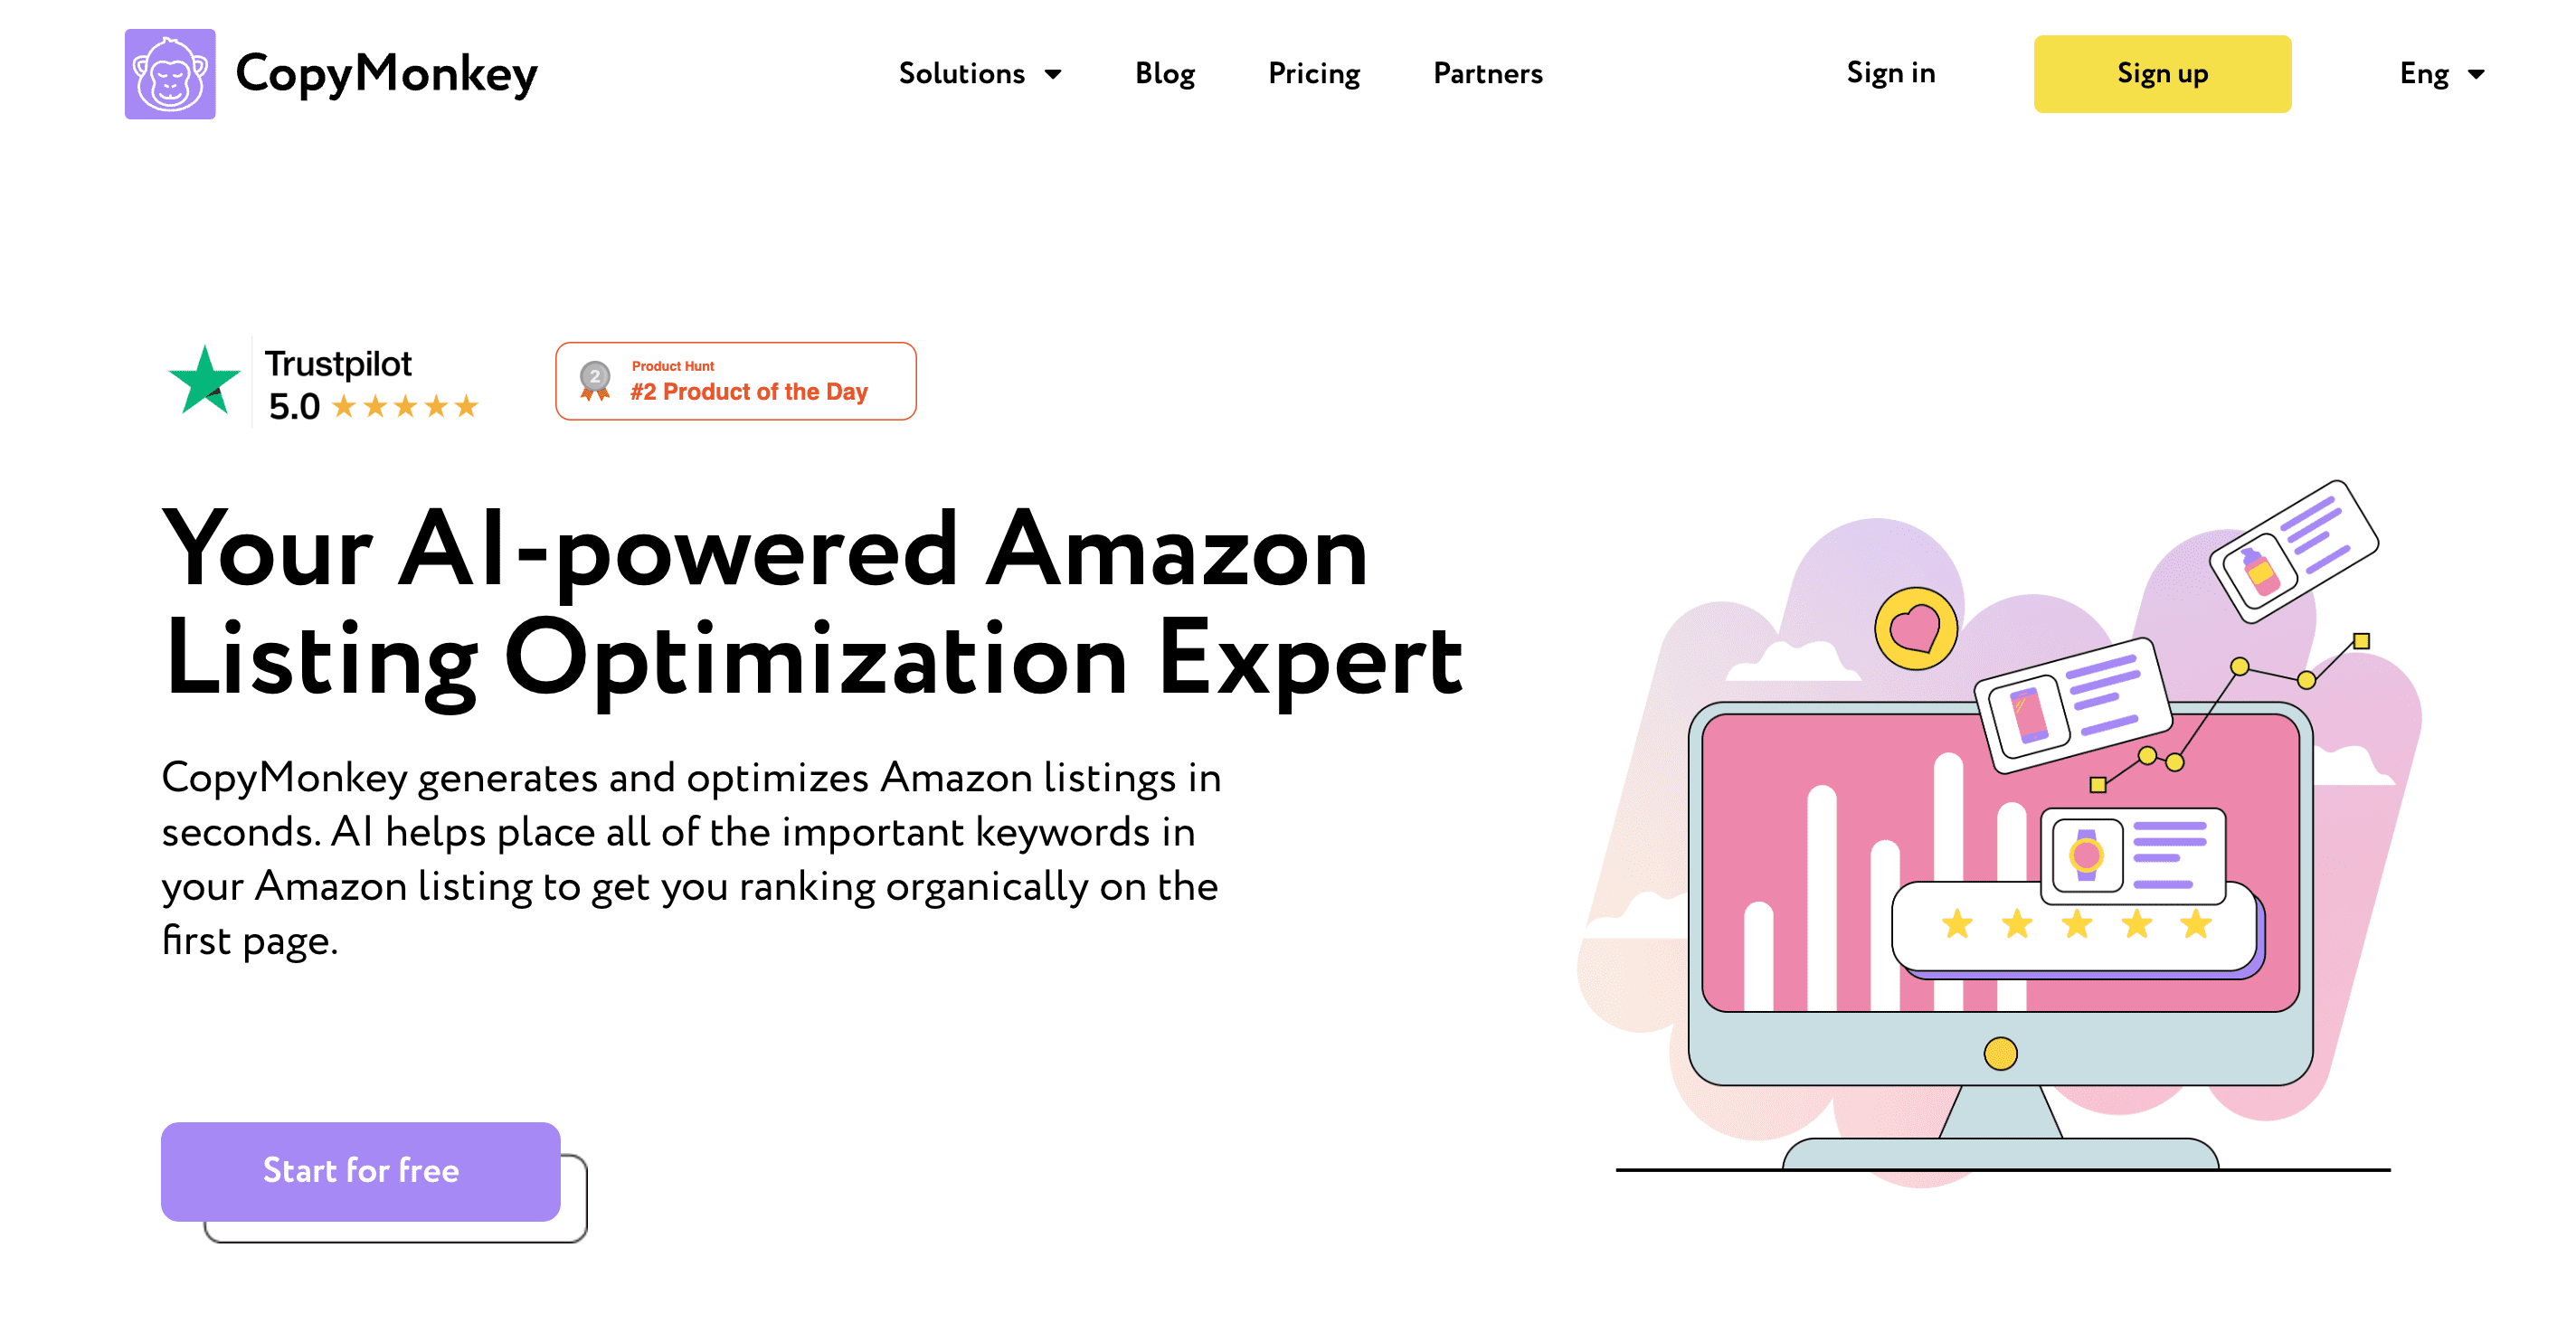 CopyMonkey
Solutions
Blog
Pricing
Partners
Sign in
Sign up
Eng
Trustpilot
5.0
2
Product Hunt
#2 Product of the Day
Your AI-powered Amazon
Listing Optimization Expert
CopyMonkey generates and optimizes Amazon listings in
seconds. AI helps place all of the important keywords in
your Amazon listing to get you ranking organically on the
first page.
Start for free